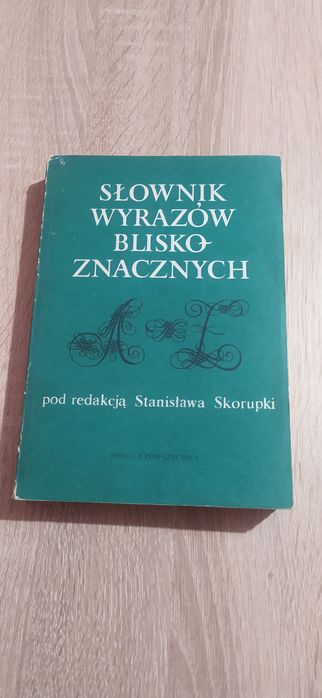 SŁOWNIK
WYRAZÓW
BLISKO-
ZNACZNYCH
A-Z
pod redakcją Stanisława Skorupki
WIEDZA POWSZECHNA